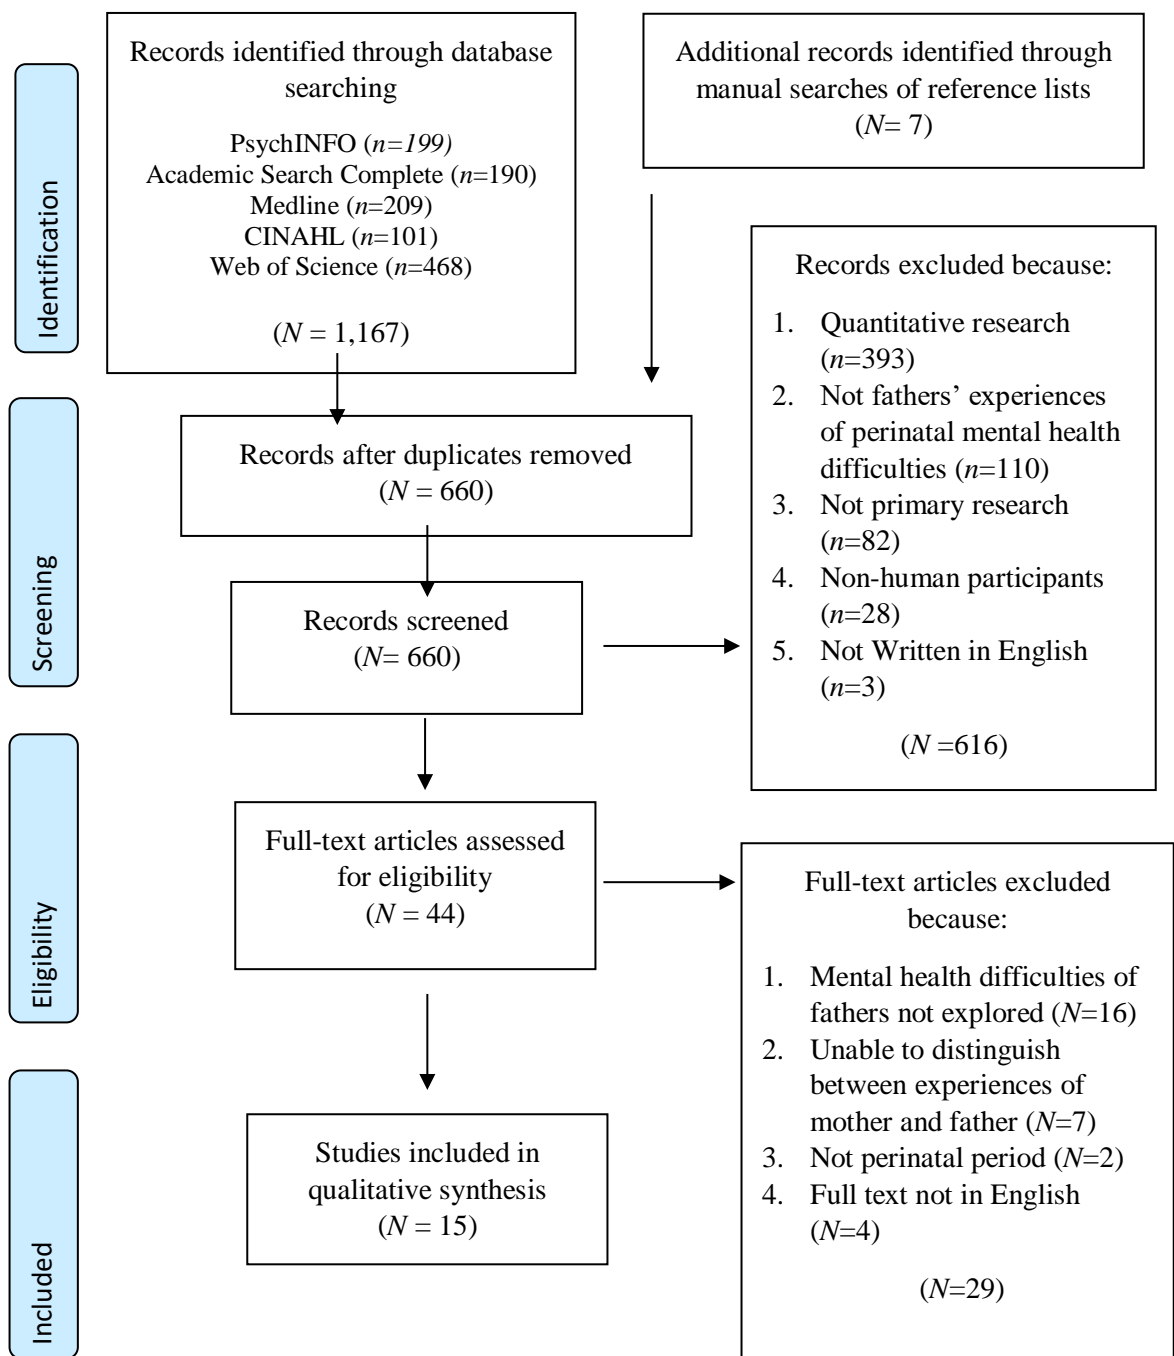 Identification
Records identified through database
searching
PsychINFO (n=199)
Academic Search Complete (n=190)
Medline (n=209)
CINAHL (n=101)
Web of Science (n=468)
(N = 1,167)
Additional records identified through
manual searches of reference lists
(N= 7)
Screening
Records after duplicates removed
(N = 660)
Records screened
(N= 660)
Records excluded because:
1. Quantitative research
(n=393)
2. Not fathers’ experiences
of perinatal mental health
difficulties (n=110)
3. Not primary research
(n=82)
4. Non-human participants
(n=28)
5. Not Written in English
(n=3)
(N =616)
Eligibility
Full-text articles assessed
for eligibility
(N = 44)
Full-text articles excluded
because:
1. Mental health difficulties of
fathers not explored (N=16)
2. Unable to distinguish
between experiences of
mother and father (N=7)
3. Not perinatal period (N=2)
4. Full text not in English
(N=4)
(N=29)
Included
Studies included in
qualitative synthesis
(N = 15)